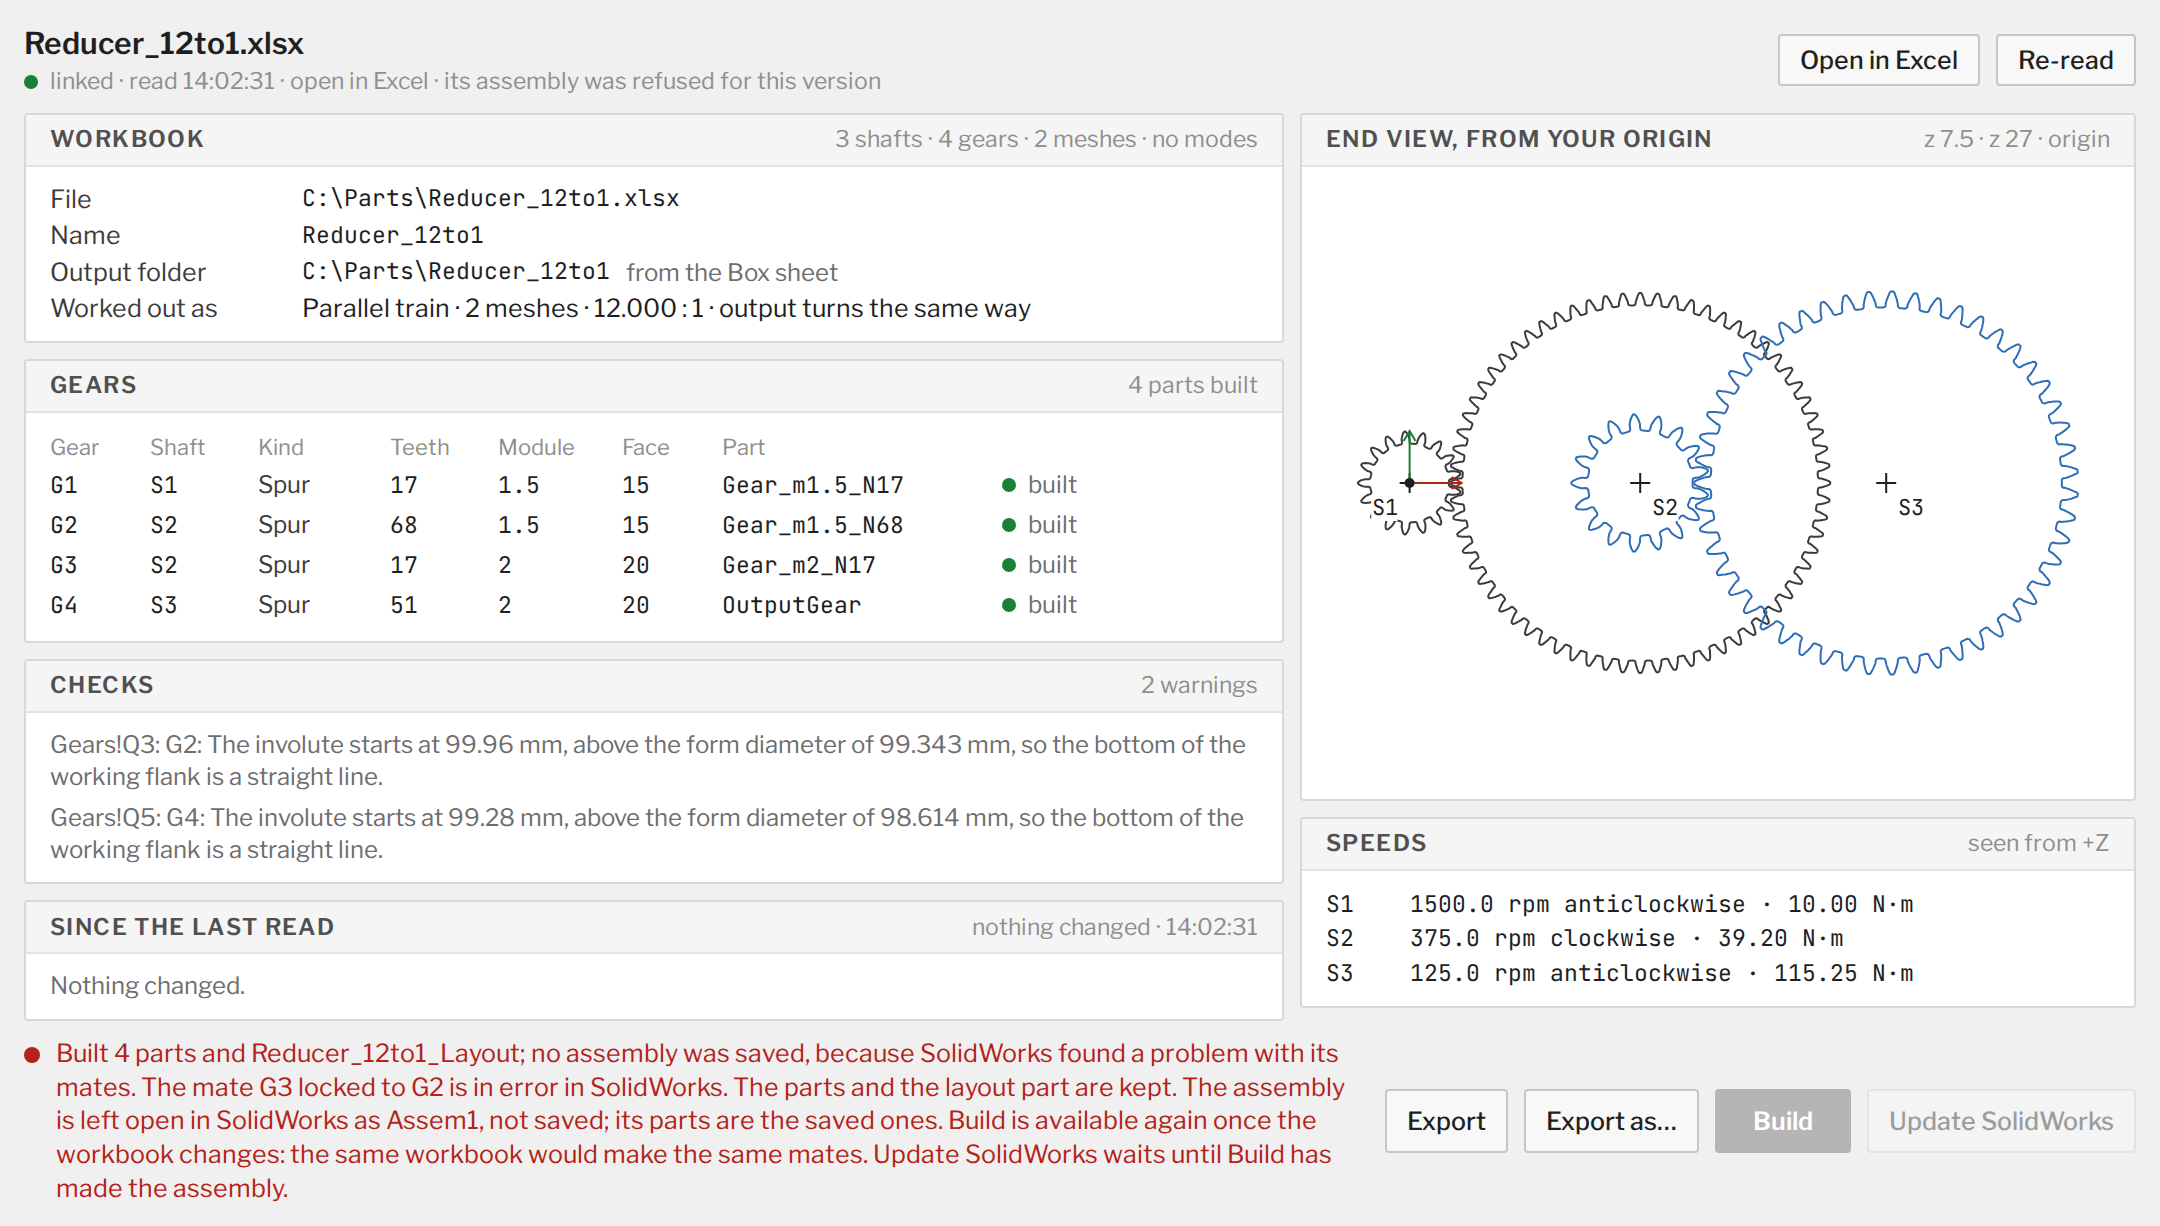 Reducer_12to1.xlsx
linked · read 14:02:31 · open in Excel · its assembly was refused for this version
Open in Excel
Re-read
WORKBOOK
3 shafts · 4 gears · 2 meshes · no modes
File C:\Parts\Reducer_12to1.xlsx
Name Reducer_12to1
Output folder C:\Parts\Reducer_12to1 from the Box sheet
Worked out as Parallel train · 2 meshes · 12.000 : 1 · output turns the same way
GEARS
4 parts built
Gear Shaft Kind Teeth Module Face Part
G1 S1 Spur 17 1.5 15 Gear_m1.5_N17 built
G2 S2 Spur 68 1.5 15 Gear_m1.5_N68 built
G3 S2 Spur 17 2 20 Gear_m2_N17 built
G4 S3 Spur 51 2 20 OutputGear built
CHECKS
2 warnings
Gears!Q3: G2: The involute starts at 99.96 mm, above the form diameter of 99.343 mm, so the bottom of the
working flank is a straight line.
Gears!Q5: G4: The involute starts at 99.28 mm, above the form diameter of 98.614 mm, so the bottom of the
working flank is a straight line.
SINCE THE LAST READ
nothing changed · 14:02:31
Nothing changed.
END VIEW, FROM YOUR ORIGIN
z 7.5 · z 27 · origin
S1
S2
S3
SPEEDS
seen from +Z
S1 1500.0 rpm anticlockwise · 10.00 N·m
S2 375.0 rpm clockwise · 39.20 N·m
S3 125.0 rpm anticlockwise · 115.25 N·m
Built 4 parts and Reducer_12to1_Layout; no assembly was saved, because SolidWorks found a problem with its
mates. The mate G3 locked to G2 is in error in SolidWorks. The parts and the layout part are kept. The assembly
is left open in SolidWorks as Assem1, not saved; its parts are the saved ones. Build is available again once the
workbook changes: the same workbook would make the same mates. Update SolidWorks waits until Build has
made the assembly.
Export
Export as...
Build
Update SolidWorks